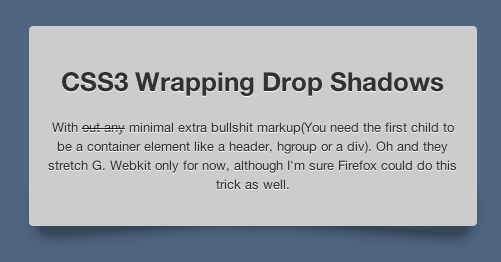 CSS3 Wrapping Drop Shadows
With out any minimal extra bullshit markup(You need the first child to
be a container element like a header, hgroup or a div). Oh and they
stretch G. Webkit only for now, although I'm sure Firefox could do this
trick as well.